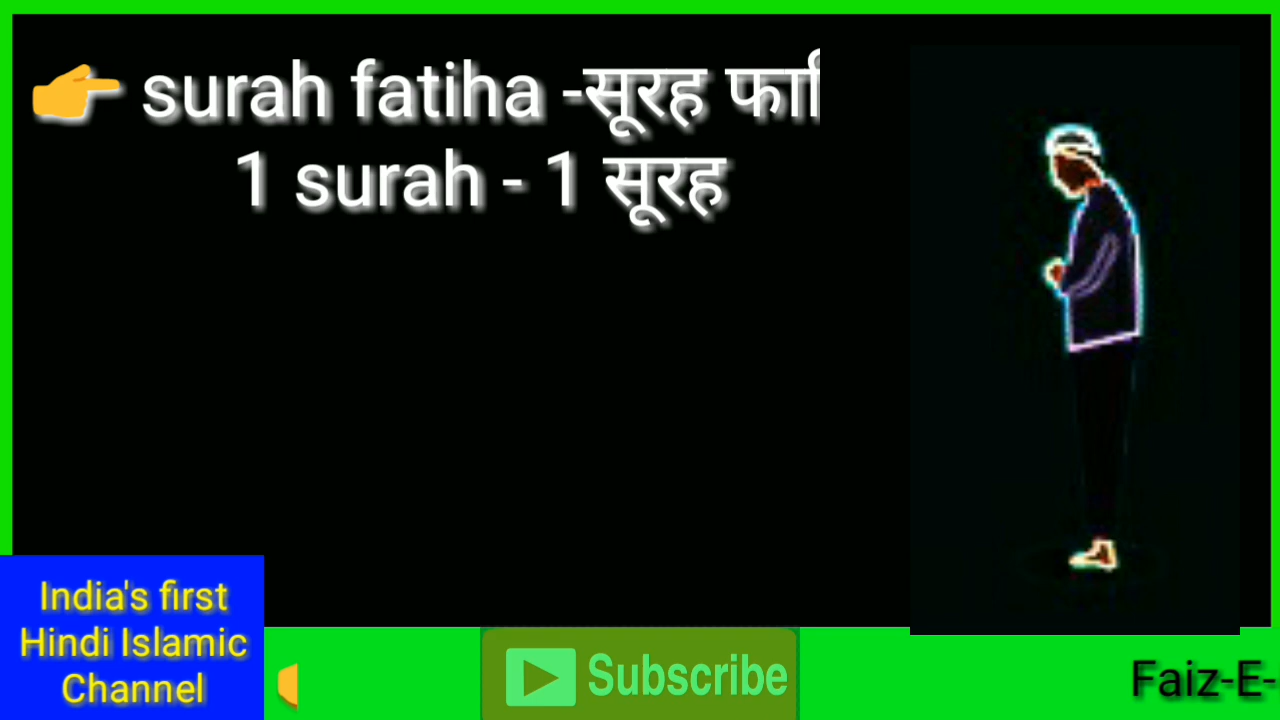 👉 surah fatiha -सूरह फाि
1 surah - 1 सूरह
India's first
Hindi Islamic
Channel
Subscribe
Faiz-E-